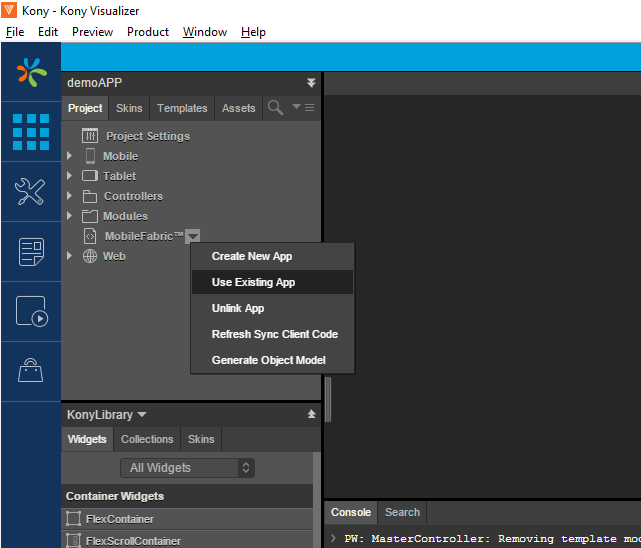 Kony - Kony Visualizer
File Edit Preview Product Window Help
demoAPP
Project Skins Templates Assets
Project Settings
Mobile
Tablet
Controllers
Modules
MobileFabric™
Web
Create New App
Use Existing App
Unlink App
Refresh Sync Client Code
Generate Object Model
KonyLibrary
Widgets Collections Skins
All Widgets
Container Widgets
FlexContainer
FlexScrollContainer
Console Search
> PW: MasterController: Removing template mo